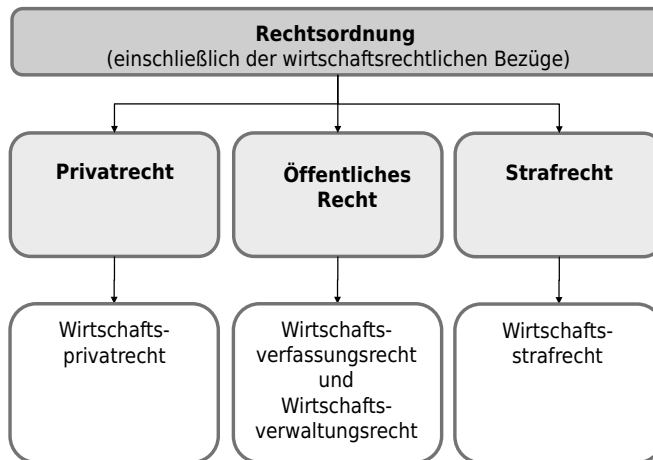 Rechtsordnung
(einschließlich der wirtschaftsrechtlichen Bezüge)
Privatrecht
Öffentliches
Recht
Strafrecht
Wirtschafts-
privatrecht
Wirtschafts-
verfassungsrecht
und
Wirtschafts-
verwaltungsrecht
Wirtschafts-
strafrecht